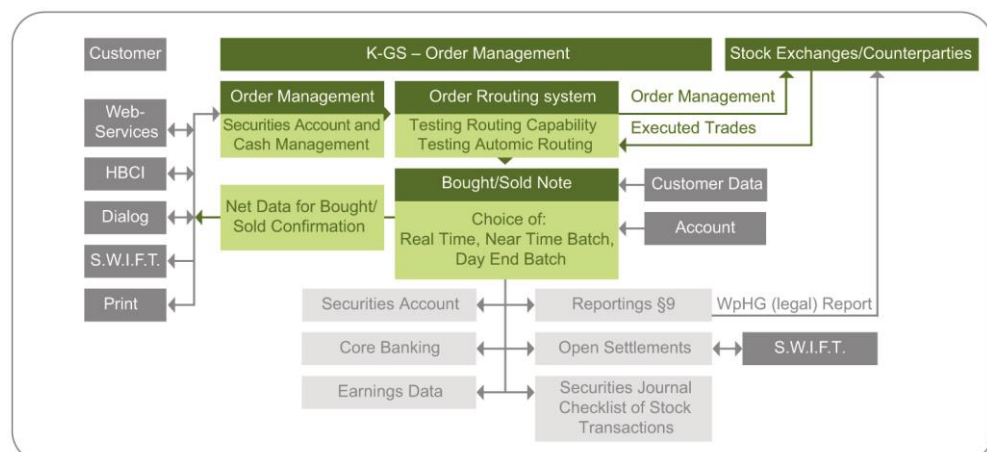 Customer
K-GS – Order Management
Stock Exchanges/Counterparties
Order Management
Order Rrouting system
Order Management
Web-
Services
Securities Account and
Cash Management
Testing Routing Capability
Testing Automic Routing
Executed Trades
HBCI
Bought/Sold Note
Customer Data
Dialog
Net Data for Bought/
Sold Confirmation
Choice of:
Real Time, Near Time Batch,
Day End Batch
Account
S.W.I.F.T.
Print
Securities Account
Reportings §9
WpHG (legal) Report
Core Banking
Open Settlements
S.W.I.F.T.
Earnings Data
Securities Journal
Checklist of Stock
Transactions